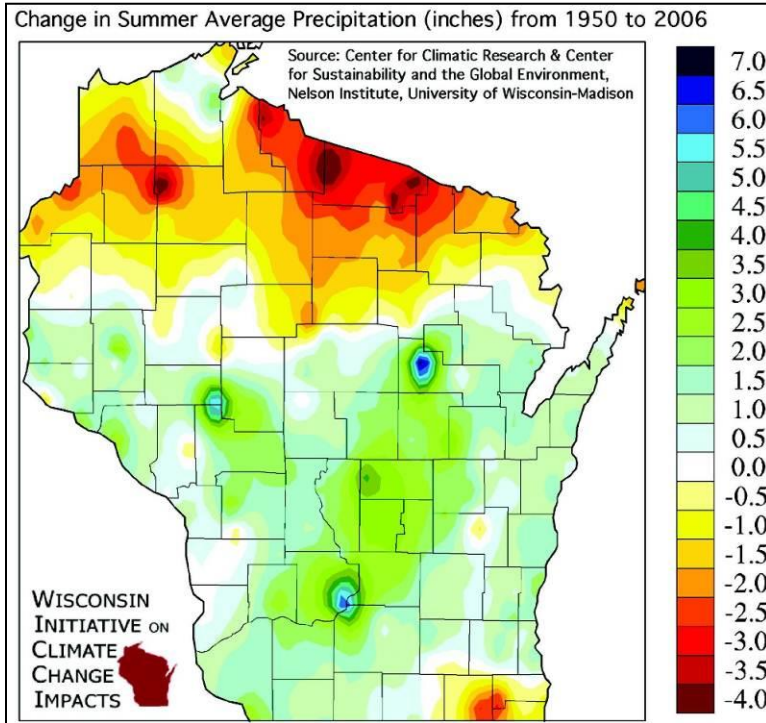 Change in Summer Average Precipitation (inches) from 1950 to 2006
Source: Center for Climatic Research & Center
for Sustainability and the Global Environment,
Nelson Institute, University of Wisconsin-Madison
7.0
6.5
6.0
5.5
5.0
4.5
4.0
3.5
3.0
2.5
2.0
1.5
1.0
0.5
0.0
-0.5
-1.0
-1.5
-2.0
-2.5
-3.0
-3.5
-4.0
WISCONSIN
INITIATIVE ON
CLIMATE
CHANGE
IMPACTS